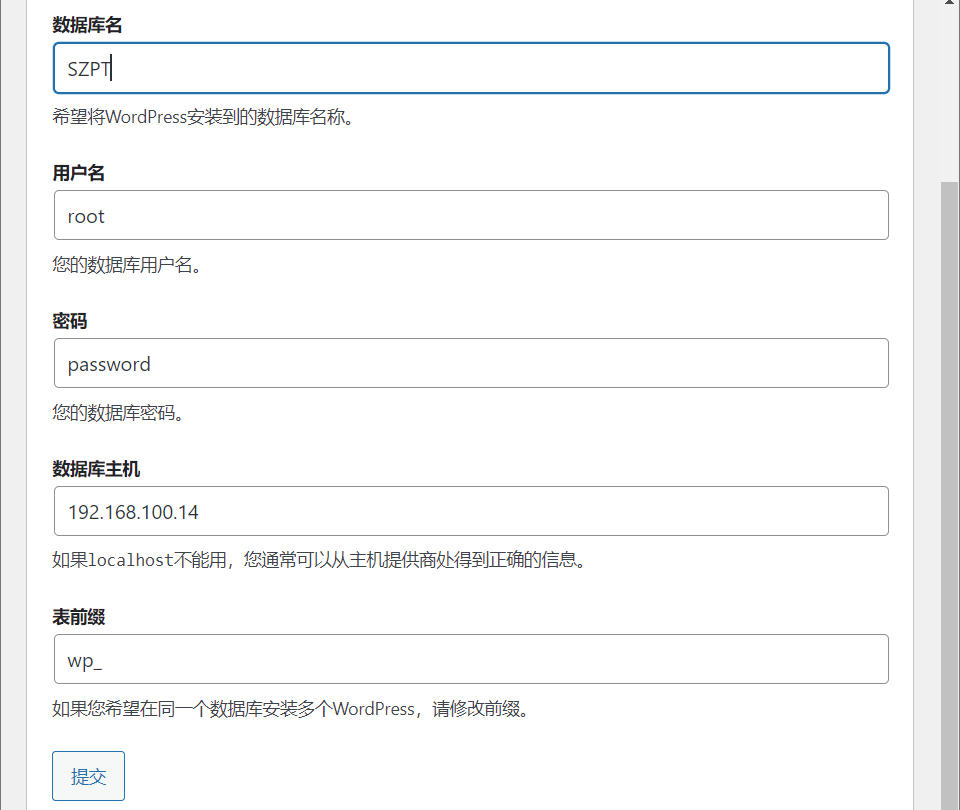 数据库名
SZPT
希望将WordPress安装到的数据库名称。
用户名
root
您的数据库用户名。
密码
password
您的数据库密码。
数据库主机
192.168.100.14
如果localhost不能用，您通常可以从主机提供商处得到正确的信息。
表前缀
wp_
如果您希望在同一个数据库安装多个WordPress，请修改前缀。
提交